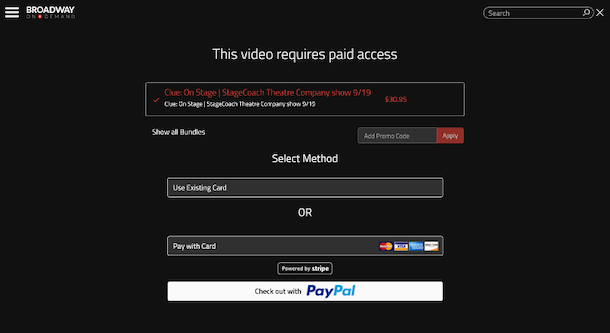 BROADWAY
ON DEMAND
Search
This video requires paid access
Clue: On Stage | StageCoach Theatre Company show 9/19
$30.95
Clue: On Stage | StageCoach Theatre Company show 9/19
Show all Bundles
Add Promo Code
Apply
Select Method
Use Existing Card
OR
Pay with Card
MasterCard
VISA
Powered by stripe
Check out with PayPal